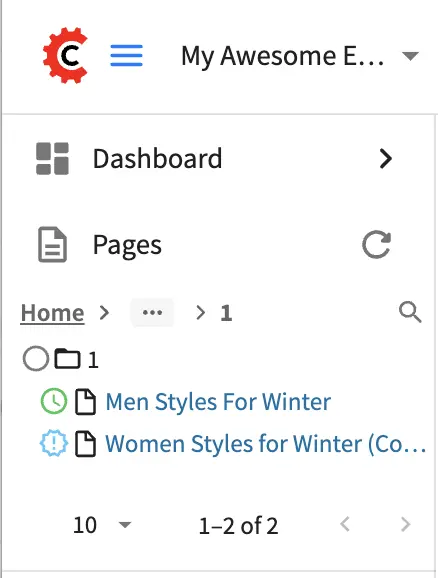 C My Awesome E...
Dashboard
Pages
Home > ... > 1
1
Men Styles For Winter
Women Styles for Winter (Co...
10 1–2 of 2